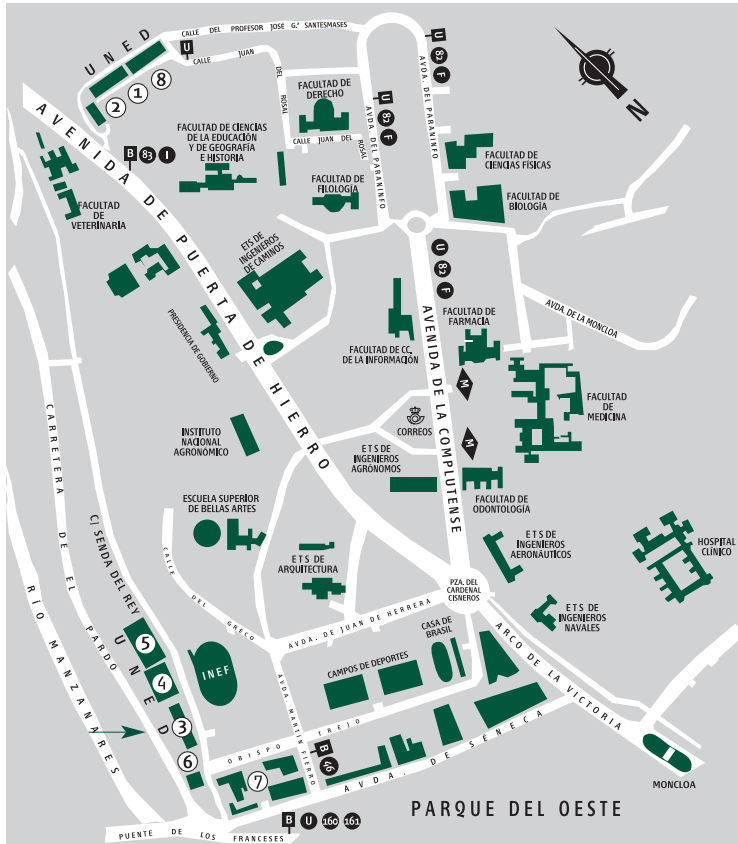 CALLE DEL PROFESOR JOSÉ G.ª SANTESMASES
UNED
U
CALLE JUAN DEL ROSAL
2
1
8
U
82
F
AVDA. DEL PARANINFO
U
82
F
AVDA. DEL PARANINFO
N
AVENIDA DE PUERTA DE HIERRO
B 83 I
FACULTAD DE
DERECHO
CALLE JUAN DEL ROSAL
FACULTAD DE CIENCIAS
DE LA EDUCACIÓN
Y DE GEOGRAFÍA
E HISTORIA
FACULTAD DE
FILOLOGÍA
FACULTAD DE
CIENCIAS FÍSICAS
FACULTAD DE
BIOLOGÍA
FACULTAD
DE
VETERINARIA
ETS DE
INGENIEROS
DE CAMINOS
U
82
F
AVENIDA DE LA COMPLUTENSE
AVDA. DE LA MONCLOA
PRESIDENCIA DE GOBIERNO
FACULTAD DE CC.
DE LA INFORMACIÓN
FACULTAD DE
FARMACÍA
M
FACULTAD
DE
MEDICINA
CORREOS
M
INSTITUTO
NACIONAL
AGRONÓMICO
E T S DE
INGENIEROS
AGRÓNOMOS
FACULTAD DE
ODONTOLOGÍA
ESCUELA SUPERIOR
DE BELLAS ARTES
E T S DE
ARQUITECTURA
E T S DE
INGENIEROS
AERONÁUTICOS
HOSPITAL
CLÍNICO
PZA. DEL
CARDENAL
CISNEROS
E T S DE
INGENIEROS
NAVALES
CARRETERA DE EL PARDO
C/ SENDA DEL REY
RÍO MANZANARES
CALLE DEL GRECO
AVDA. DE JUAN DE HERRERA
CASA DE
BRASIL
ARCO DE LA VICTORIA
UNED
5
4
3
6
INEF
CAMPOS DE DEPORTES
AVDA. MARTÍN FIERRO
OBISPO TREJO
B
46
7
AVDA. DE SÉNECA
MONCLOA
PARQUE DEL OESTE
B U 160 161
PUENTE DE LOS FRANCESES